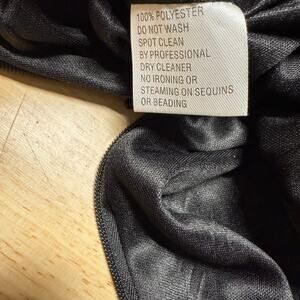 100% POLYESTER
DO NOT WASH
SPOT CLEAN
BY PROFESSIONAL
DRY CLEANER
NO IRONING OR
STEAMING ON SEQUINS
OR BEADING